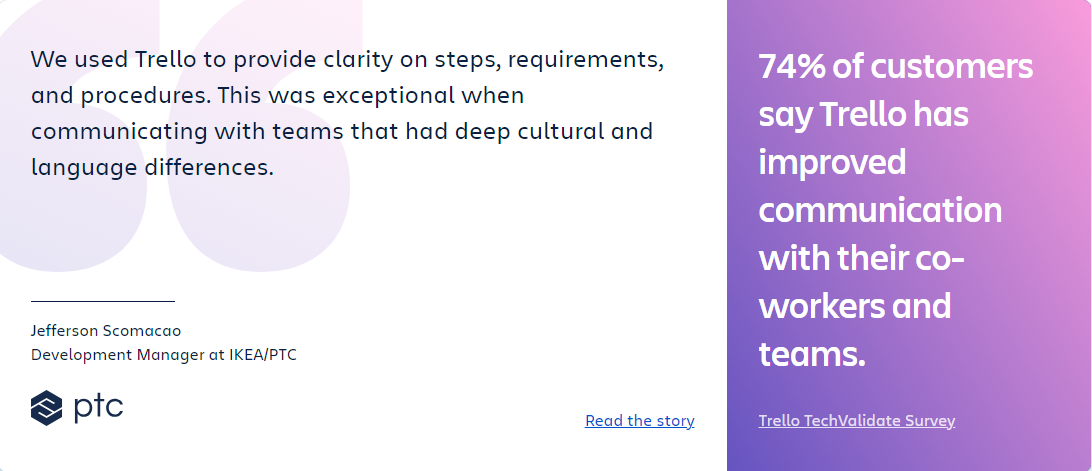 We used Trello to provide clarity on steps, requirements,
and procedures. This was exceptional when
communicating with teams that had deep cultural and
language differences.
Jefferson Scomacao
Development Manager at IKEA/PTC
ptc
Read the story
74% of customers
say Trello has
improved
communication
with their co-
workers and
teams.
Trello TechValidate Survey